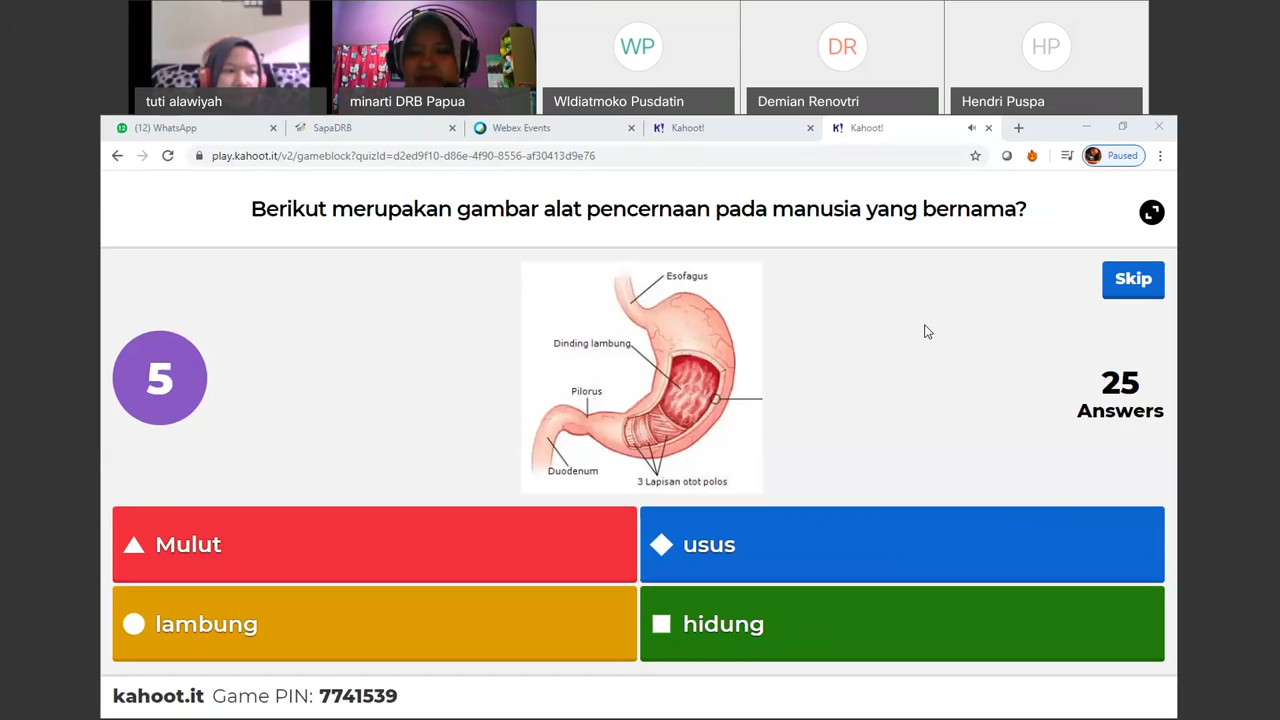 tuti alawiyah
minarti DRB Papua
WP
WIdiatmoko Pusdatin
DR
Demian Renovtri
HP
Hendri Puspa
12
(12) WhatsApp
SapaDRB
Webex Events
K! Kahoot!
K! Kahoot!
play.kahoot.it/v2/gameblock?quizId=d2ed9f10-d86e-4f90-8556-af30413d9e76
Paused
Berikut merupakan gambar alat pencernaan pada manusia yang bernama?
Skip
Esofagus
Dinding lambung
Pilorus
Duodenum
3 Lapisan otot polos
5
25
Answers
Mulut
usus
lambung
hidung
kahoot.it Game PIN: 7741539